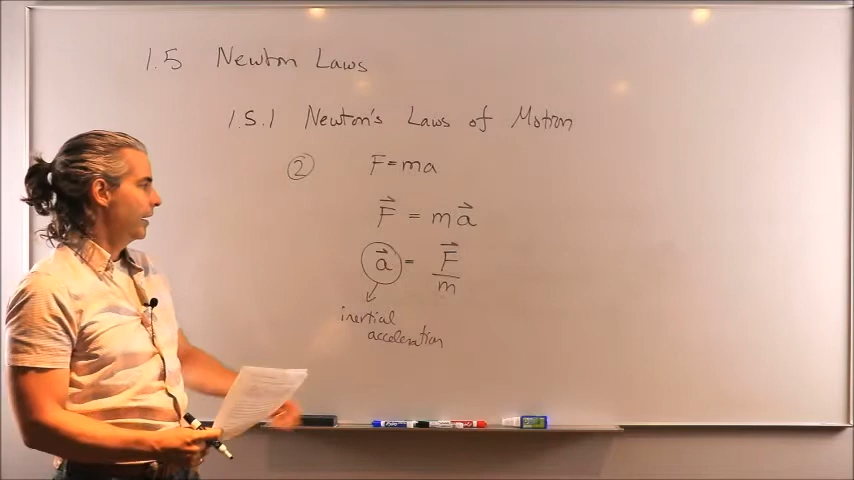 1.5 Newton Laws
1.5.1 Newton's Laws of Motion
② F=ma
F⃗ = ma⃗
a⃗ = F⃗/m
inertial
acceleration